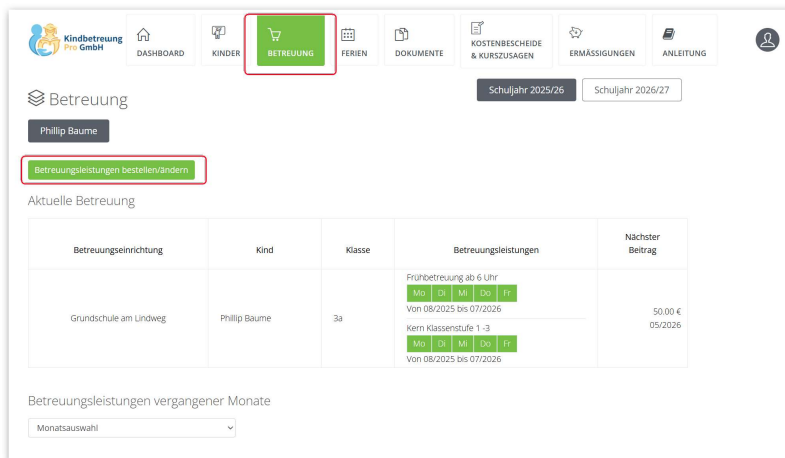 Kindbetreuung
Pro GmbH
DASHBOARD
KINDER
BETREUUNG
FERIEN
DOKUMENTE
KOSTENBESCHEIDE
& KURSZUSAGEN
ERMÄSSIGUNGEN
ANLEITUNG
Betreuung
Schuljahr 2025/26
Schuljahr 2026/27
Phillip Baume
Betreuungsleistungen bestellen/ändern
Aktuelle Betreuung
Betreuungseinrichtung
Kind
Klasse
Betreuungsleistungen
Nächster
Beitrag
Grundschule am Lindweg
Phillip Baume
3a
Frühbetreuung ab 6 Uhr
Mo Di Mi Do Fr
Von 08/2025 bis 07/2026
Kern Klassenstufe 1 -3
Mo Di Mi Do Fr
Von 08/2025 bis 07/2026
50.00 €
05/2026
Betreuungsleistungen vergangener Monate
Monatsauswahl